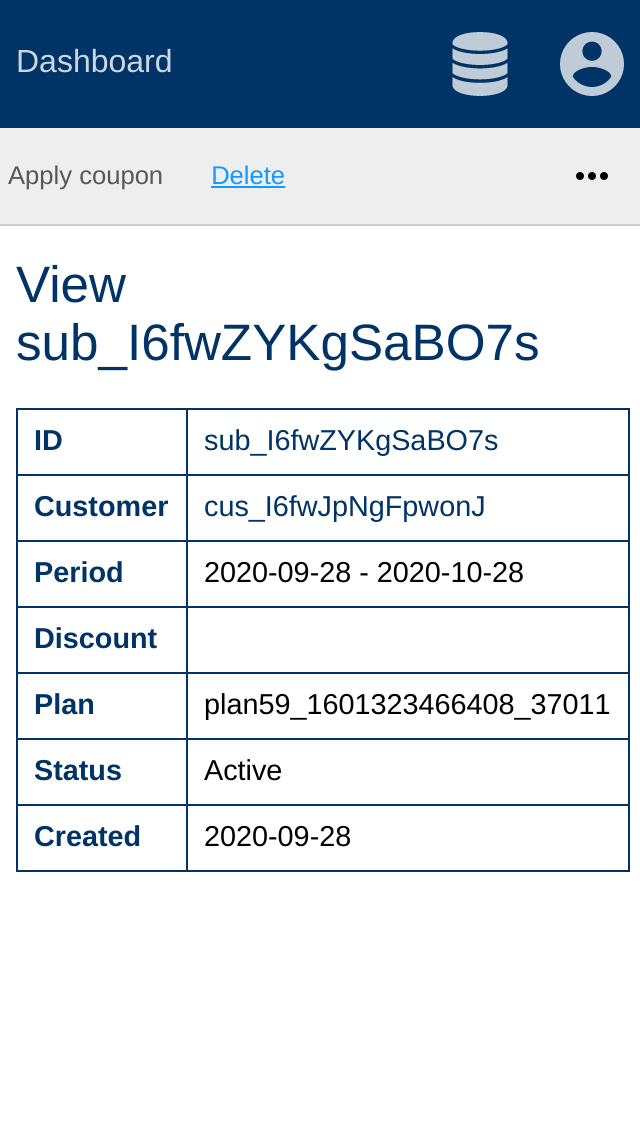 Dashboard
Apply coupon Delete •••
View
sub_I6fwZYKgSaBO7s
ID sub_I6fwZYKgSaBO7s
Customer cus_I6fwJpNgFpwonJ
Period 2020-09-28 - 2020-10-28
Discount
Plan plan59_1601323466408_37011
Status Active
Created 2020-09-28